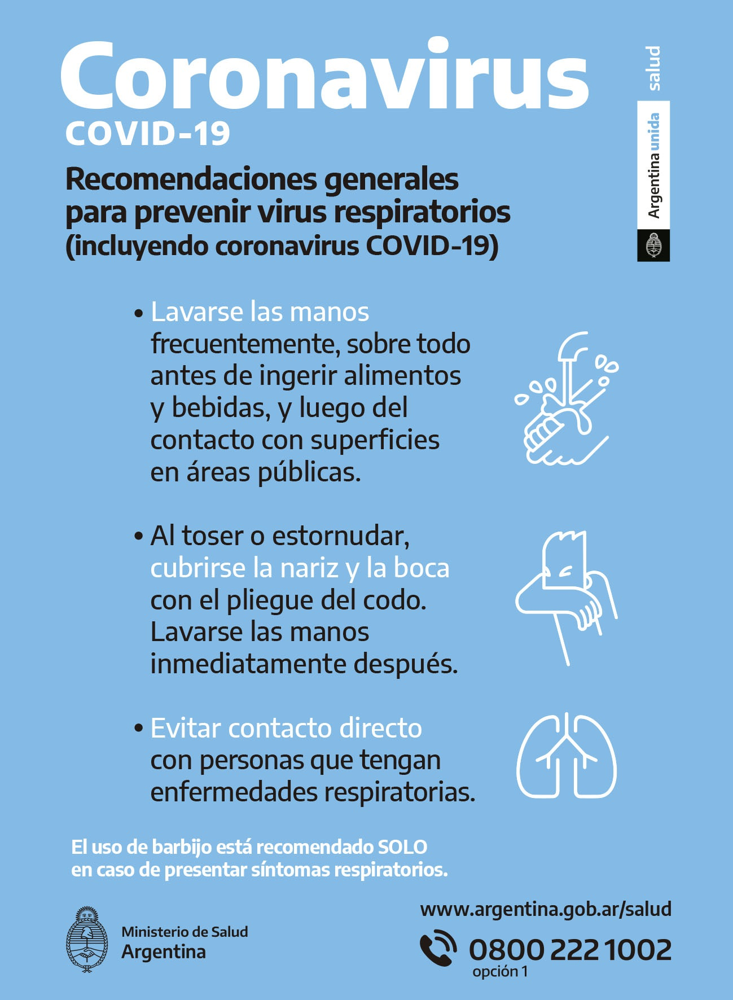 Coronavirus
COVID-19
salud
Argentina unida
Recomendaciones generales
para prevenir virus respiratorios
(incluyendo coronavirus COVID-19)
• Lavarse las manos
frecuentemente, sobre todo
antes de ingerir alimentos
y bebidas, y luego del
contacto con superficies
en áreas públicas.
• Al toser o estornudar,
cubrirse la nariz y la boca
con el pliegue del codo.
Lavarse las manos
inmediatamente después.
• Evitar contacto directo
con personas que tengan
enfermedades respiratorias.
El uso de barbijo está recomendado SOLO
en caso de presentar síntomas respiratorios.
Ministerio de Salud
Argentina
www.argentina.gob.ar/salud
0800 222 1002
opción 1